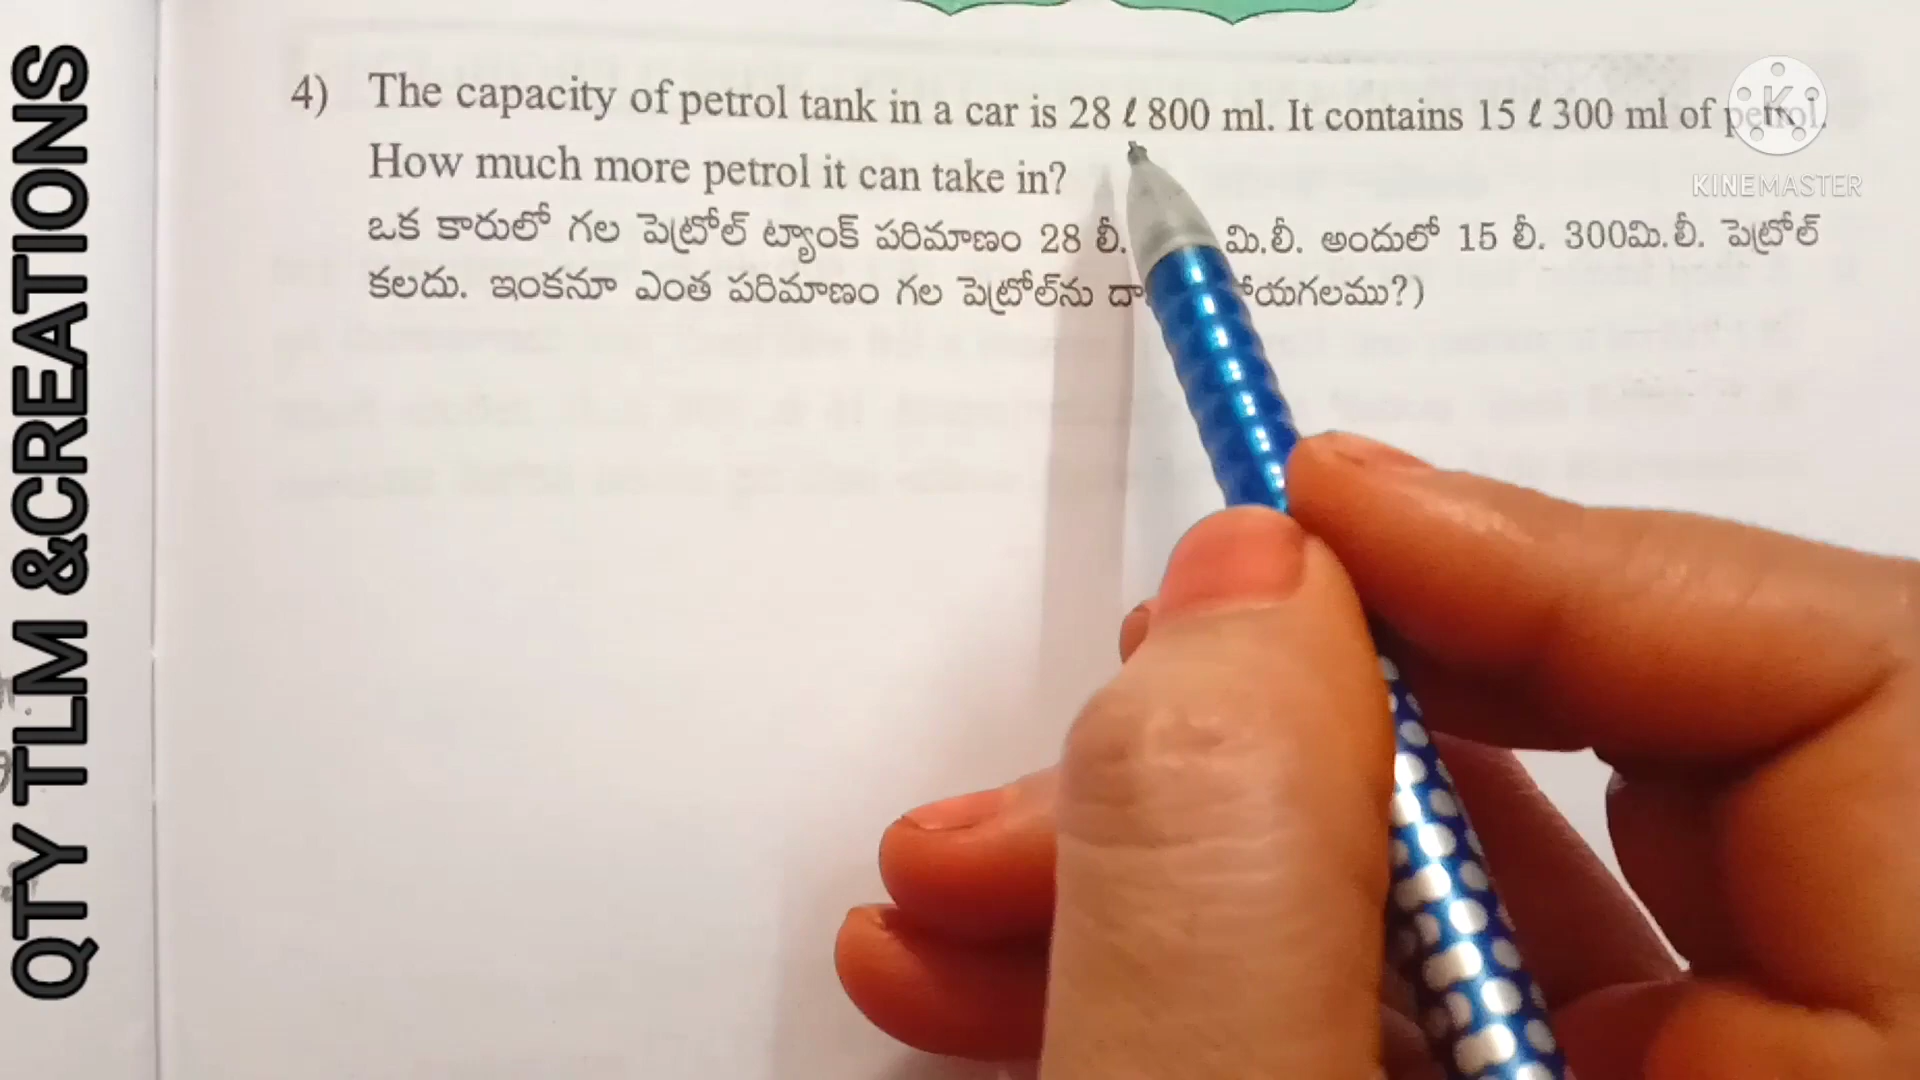 QTY TLM &CREATIONS
4) The capacity of petrol tank in a car is 28 ℓ 800 ml. It contains 15 ℓ 300 ml of petrol.
How much more petrol it can take in?
ఒక కారులో గల పెట్రోల్ ట్యాంక్ పరిమాణం 28 లీ. మి.లీ. అందులో 15 లీ. 300మి.లీ. పెట్రోల్
కలదు. ఇంకనూ ఎంత పరిమాణం గల పెట్రోల్‌ను
KINEMASTER